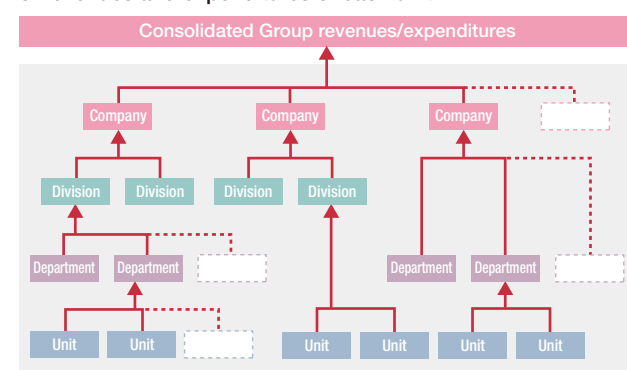 Consolidated Group revenues/expenditures
Company
Company
Company
Division
Division
Division
Division
Department
Department
Department
Department
Unit
Unit
Unit
Unit
Unit
Unit